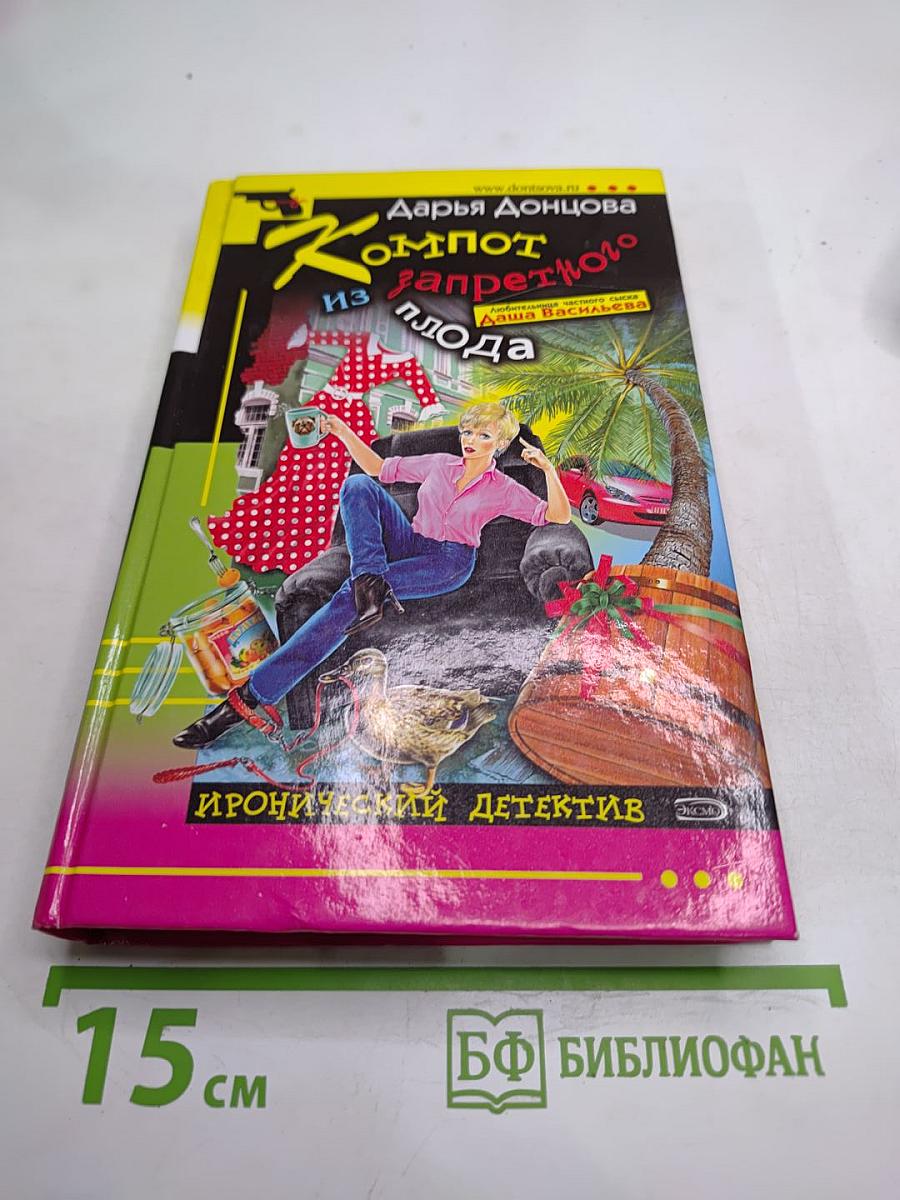 www.dontsova.ru
Дарья Донцова
Компот
из запретного
плода
Любительница частного сыска
Даша Васильева
ИРОНИЧЕСКИЙ ДЕТЕКТИВ
ЭКСМО
15 см
БФ БИБЛИОФАН